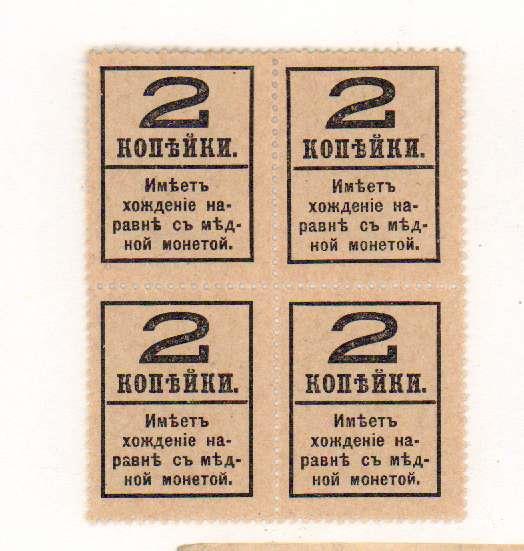 2
КОПѢЙКИ.
Имѣетъ
хожденіе на-
равнѣ съ мѣд-
ной монетой.
2
КОПѢЙКИ.
Имѣетъ
хожденіе на-
равнѣ съ мѣд-
ной монетой.
2
КОПѢЙКИ.
Имѣетъ
хожденіе на-
равнѣ съ мѣд-
ной монетой.
2
КОПѢЙКИ.
Имѣетъ
хожденіе на-
равнѣ съ мѣд-
ной монетой.